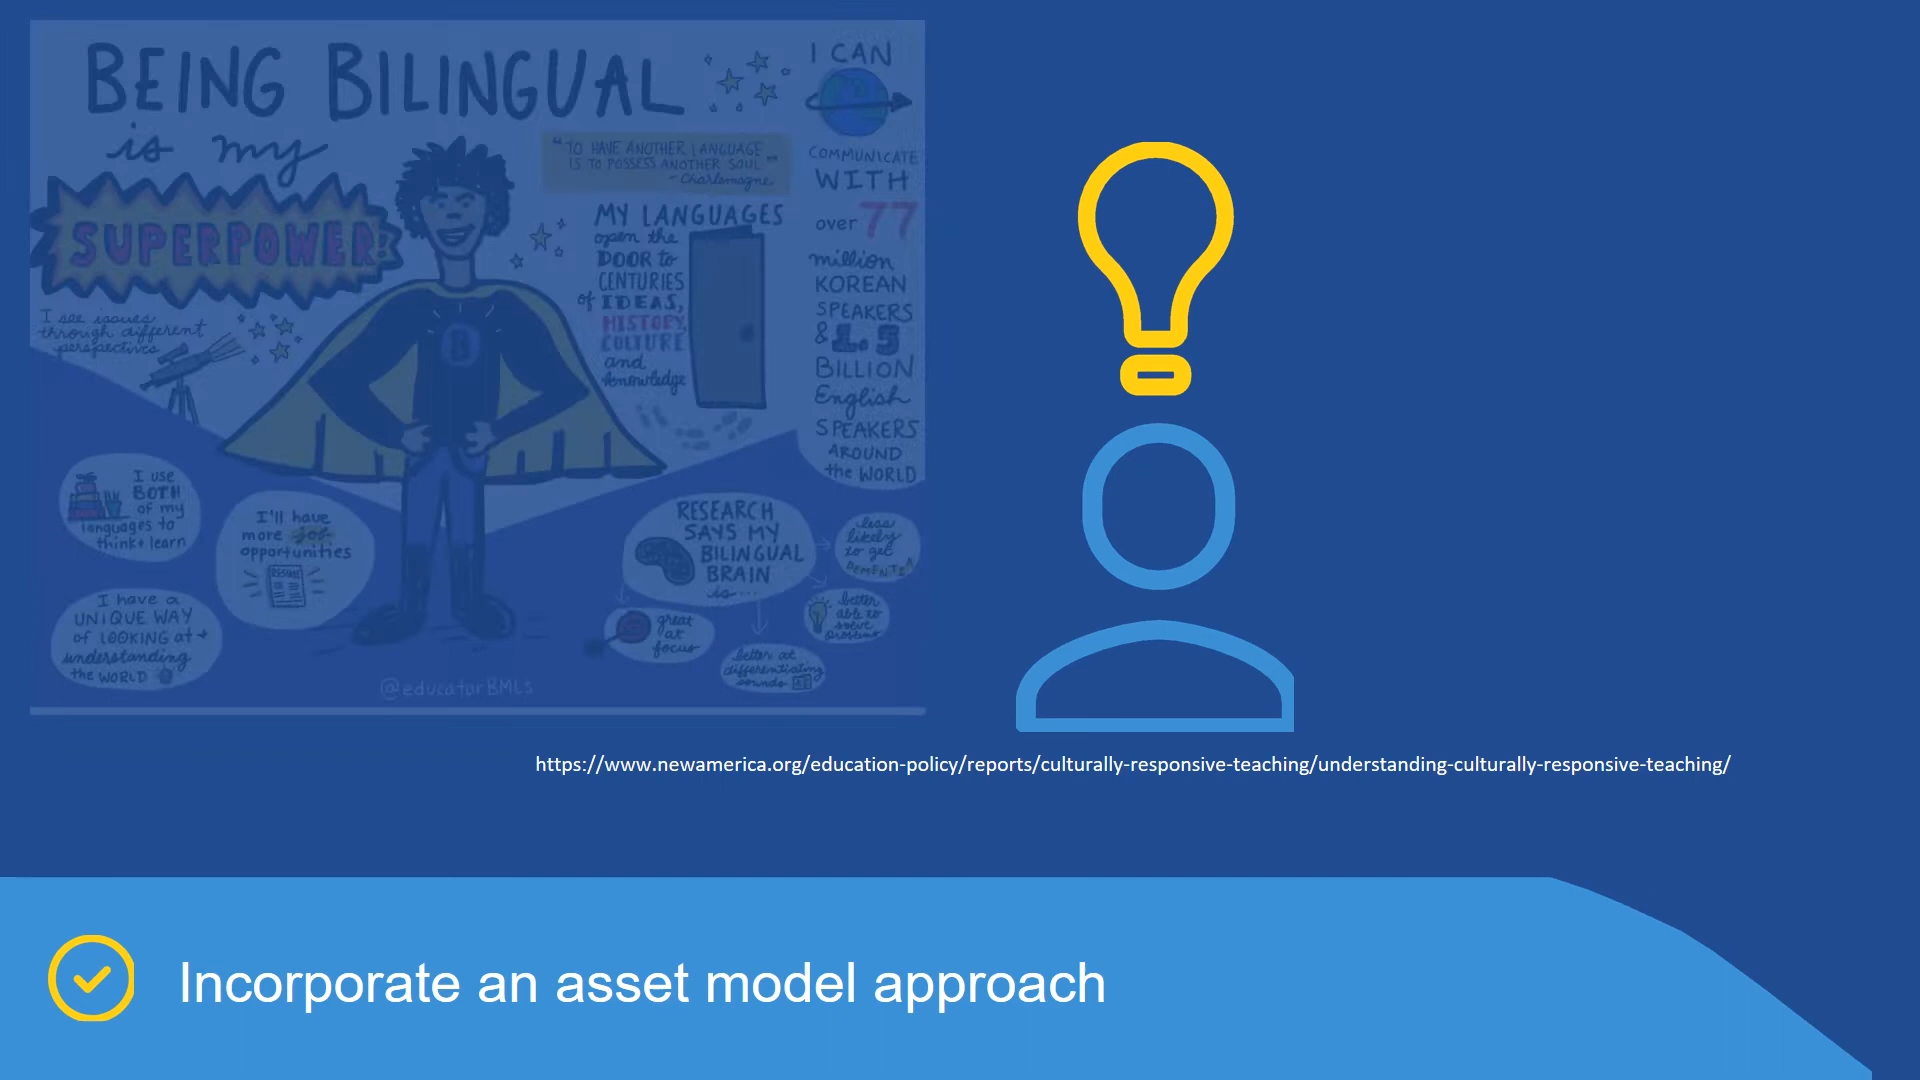 BEING BILINGUAL
is my
SUPERPOWER
I see issues
through different
perspectives
"TO HAVE ANOTHER LANGUAGE
IS TO POSSESS ANOTHER SOUL"
- Charlemagne
MY LANGUAGES
open the
DOOR to
CENTURIES
of IDEAS,
HISTORY,
CULTURE
and
knowledge
I CAN
COMMUNICATE
WITH
over 77
million
KOREAN
SPEAKERS
& 1.5
BILLION
English
SPEAKERS
AROUND
the WORLD
B
I use
BOTH
of my
languages to
think + learn
I'll have
more job
opportunities
RESUME
I have a
UNIQUE WAY
of LOOKING at +
understanding
the WORLD
RESEARCH
SAYS MY
BILINGUAL
BRAIN
is...
less
likely
to get
DEMENTIA
better
able to
solve
problems
great
at
focus
better at
differentiating
sounds
@educatorBMLs
https://www.newamerica.org/education-policy/reports/culturally-responsive-teaching/understanding-culturally-responsive-teaching/
Incorporate an asset model approach